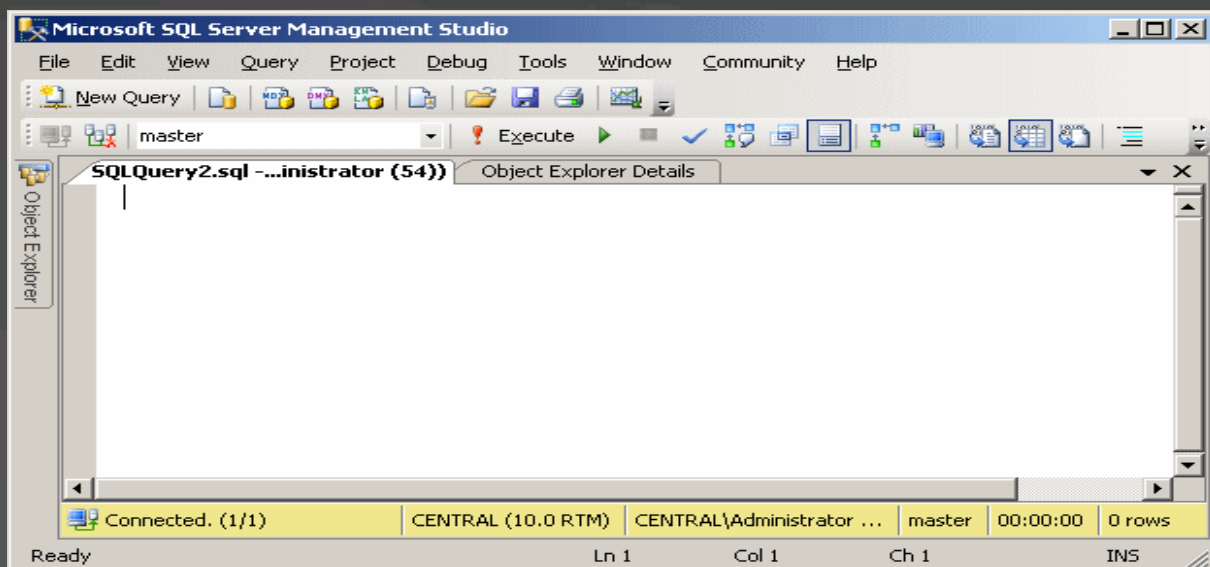 Microsoft SQL Server Management Studio
File Edit View Query Project Debug Tools Window Community Help
New Query
master Execute
SQLQuery2.sql -...inistrator (54)) Object Explorer Details
Object Explorer
Connected. (1/1) CENTRAL (10.0 RTM) CENTRAL\Administrator ... master 00:00:00 0 rows
Ready Ln 1 Col 1 Ch 1 INS